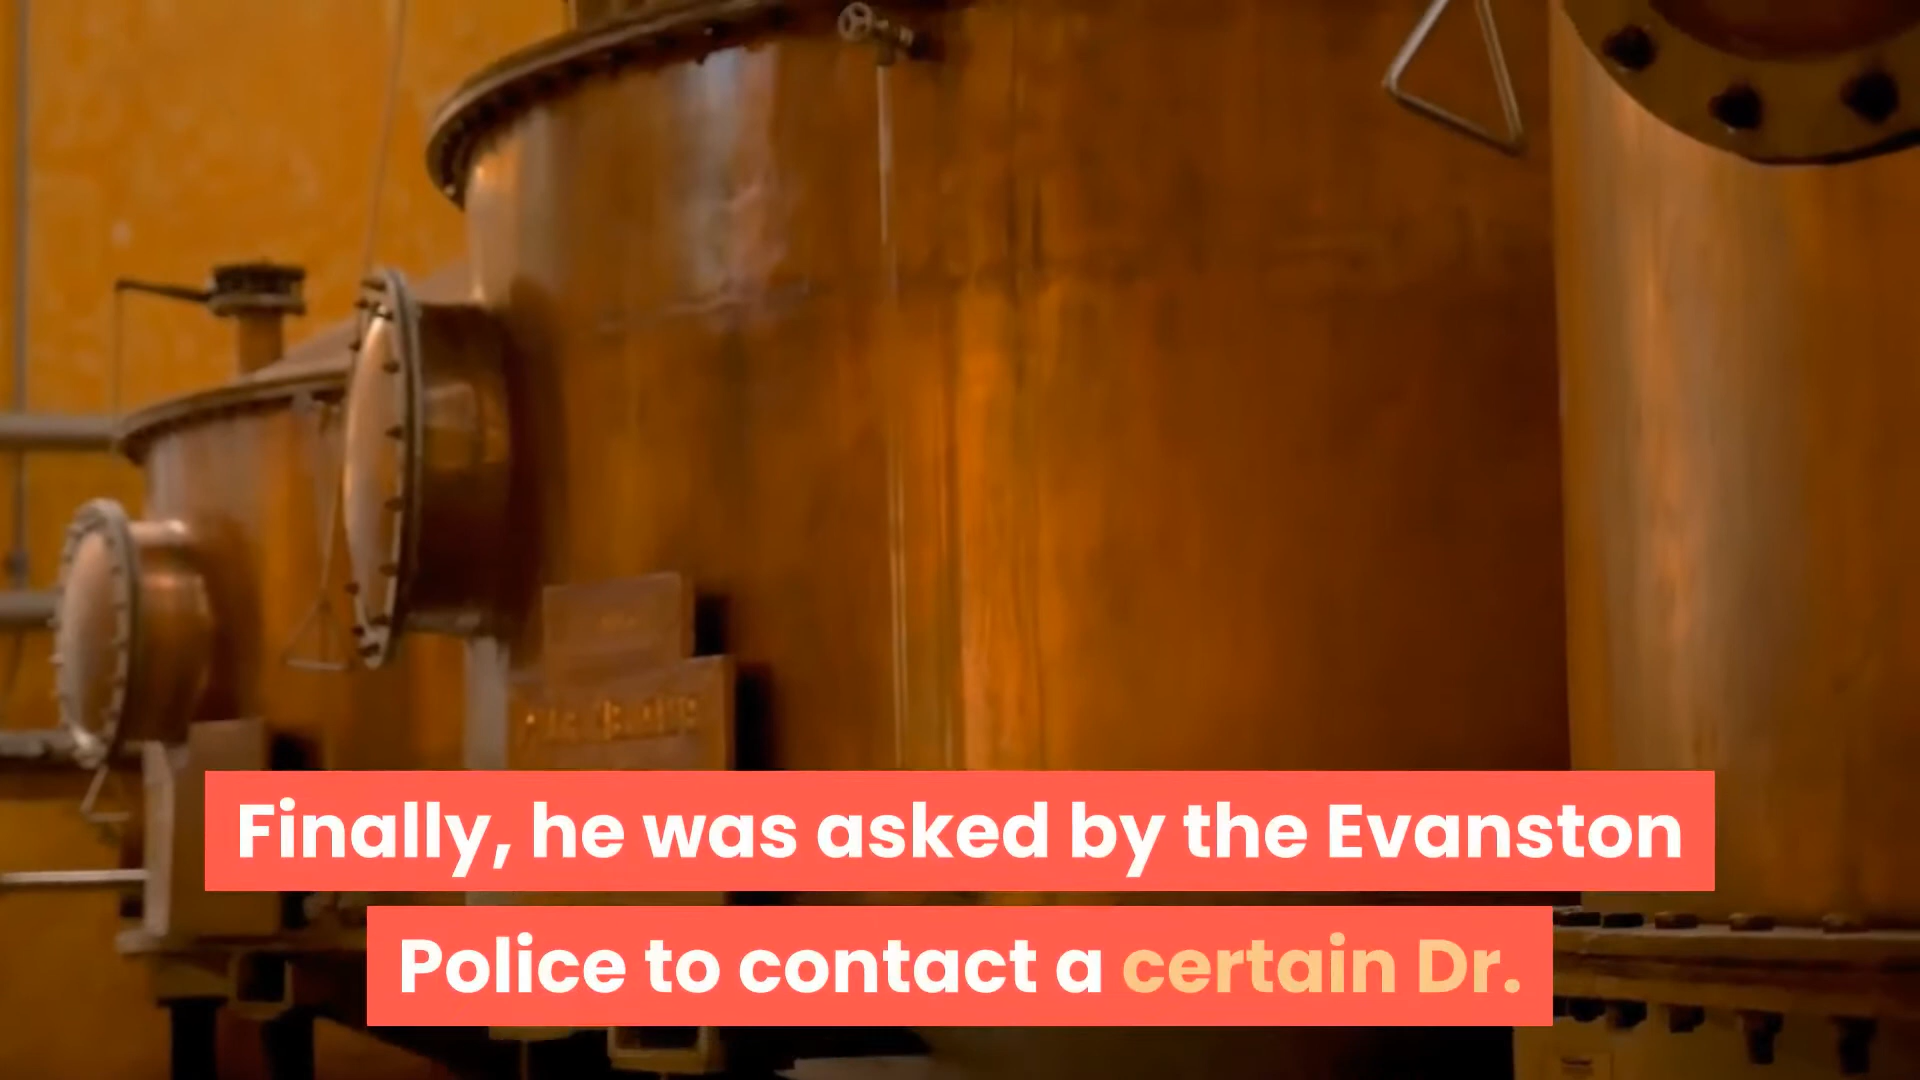 Finally, he was asked by the Evanston
Police to contact a certain Dr.